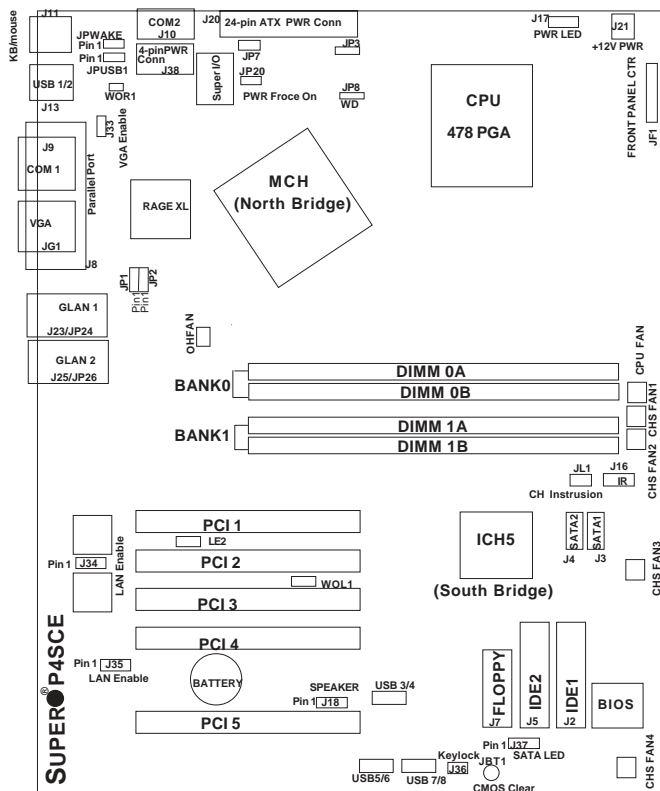 KB/mouse
J11
JPWAKE
Pin 1
Pin 1
JPUSB1
COM2
J10
4-pinPWR
Conn
J38
J20
24-pin ATX PWR Conn
JP7
JP3
J17
PWR LED
J21
+12V PWR
USB 1/2
J13
WOR1
Super I/O
JP20
PWR Froce On
JP8
WD
CPU
478 PGA
FRONT PANEL CTR
JF1
J33
VGA Enable
J9
COM 1
Parallel Port
VGA
JG1
J8
RAGE XL
MCH
(North Bridge)
JP1
JP2
Pin1
Pin1
GLAN 1
J23/JP24
GLAN 2
J25/JP26
OHFAN
BANK0
DIMM 0A
DIMM 0B
BANK1
DIMM 1A
DIMM 1B
CPU FAN
CHS FAN1
CHS FAN2
JL1
CH Instrusion
J16
IR
PCI 1
LE2
Pin 1
J34
LAN Enable
PCI 2
WOL1
PCI 3
PCI 4
ICH5
(South Bridge)
SATA2
J4
SATA1
J3
CHS FAN3
Pin 1
J35
LAN Enable
BATTERY
SPEAKER
Pin 1
J18
USB 3/4
PCI 5
FLOPPY
J7
IDE2
J5
IDE1
J2
BIOS
Pin 1
J37
SATA LED
USB5/6
USB 7/8
Keylock
J36
JBT1
CMOS Clear
CHS FAN4
SUPER® P4SCE